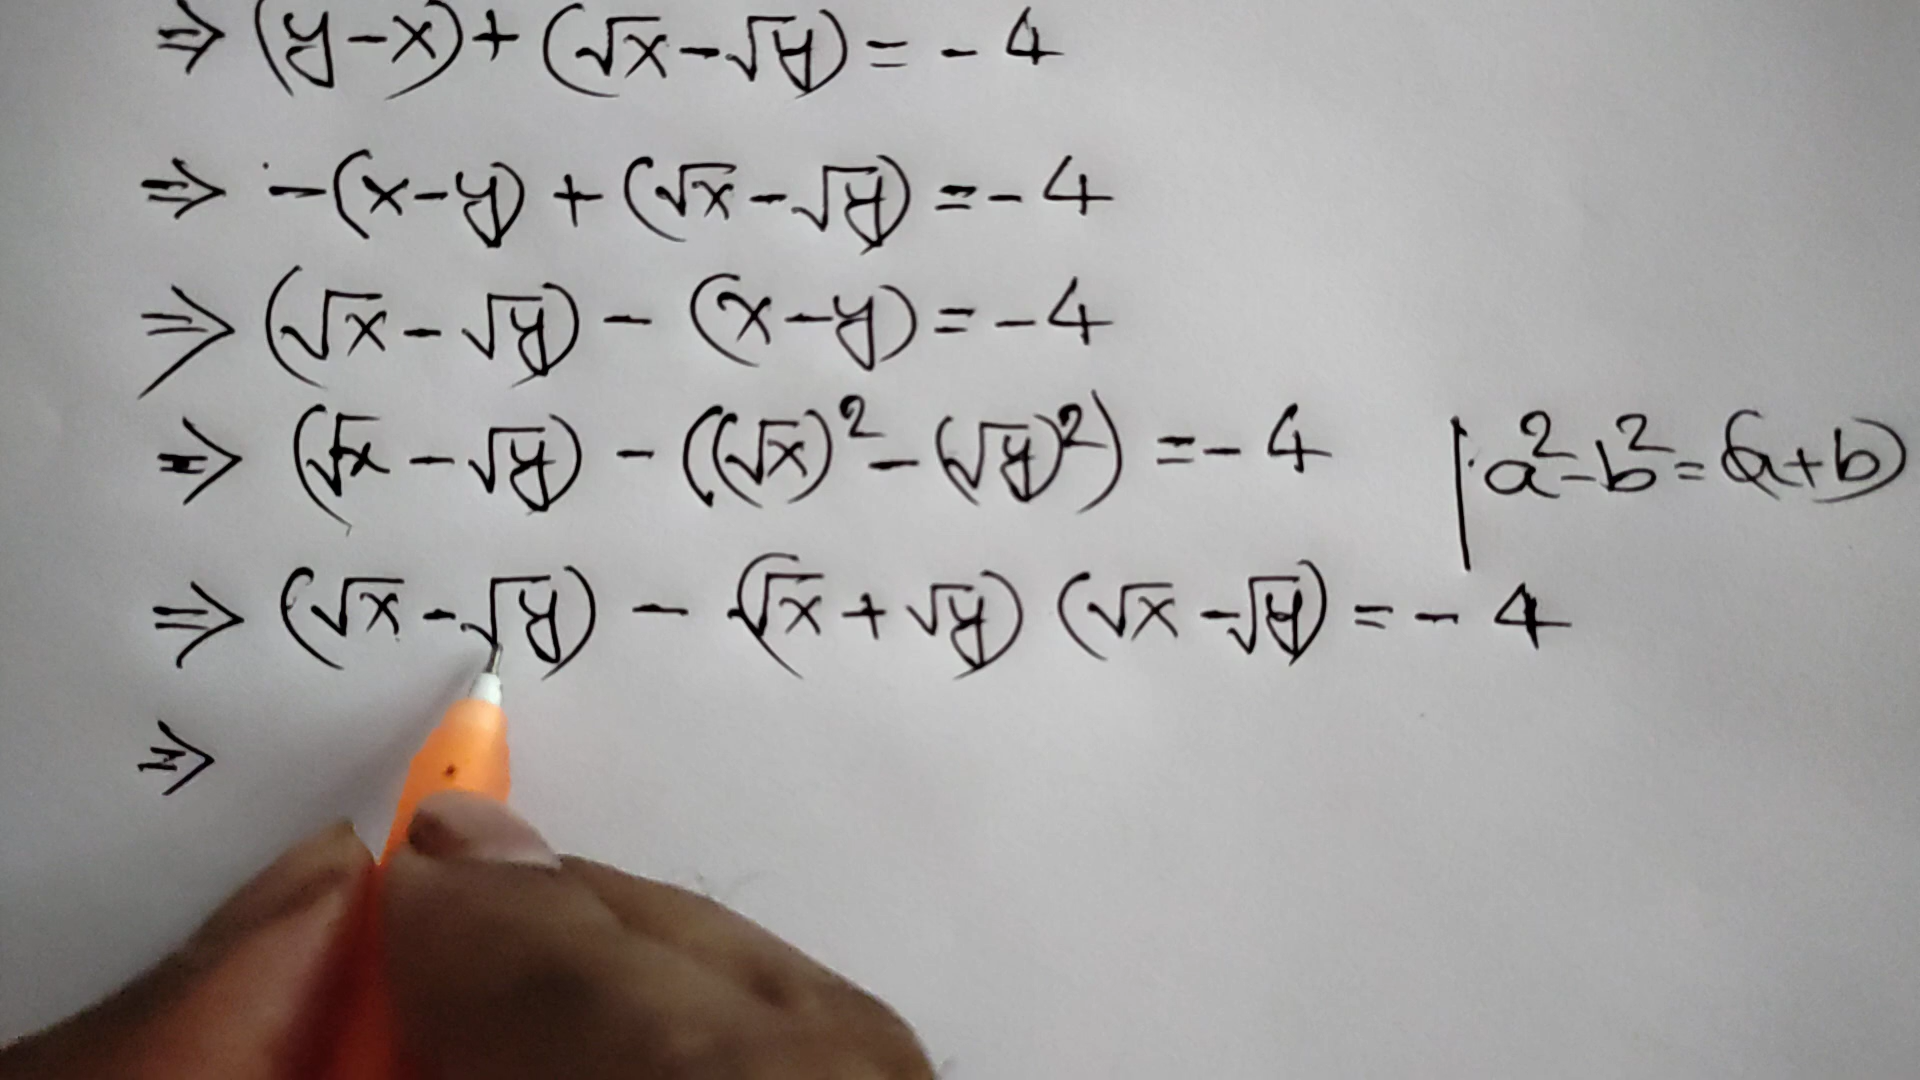 ⇒ (y-x)+(√x-√y) = -4
⇒ -(x-y) + (√x-√y) = -4
⇒ (√x-√y) - (x-y) = -4
⇒ (√x-√y) - ((√x)²-(√y)²) = -4 | a²-b²=(a+b)
⇒ (√x-√y) - (√x+√y) (√x-√y) = -4
⇒